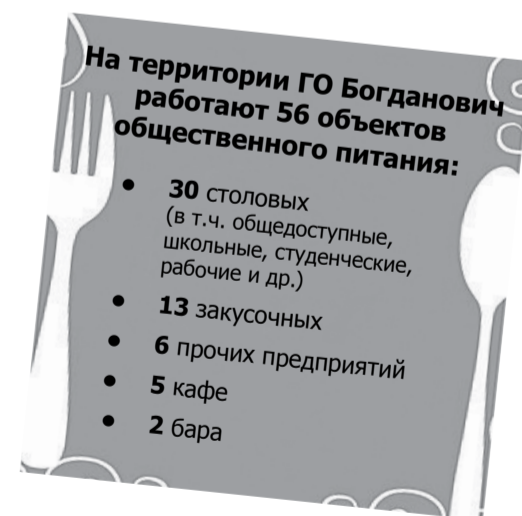 На территории ГО Богданович
работают 56 объектов
общественного питания:
• 30 столовых
(в т.ч. общедоступные,
школьные, студенческие,
рабочие и др.)
• 13 закусочных
• 6 прочих предприятий
• 5 кафе
• 2 бара